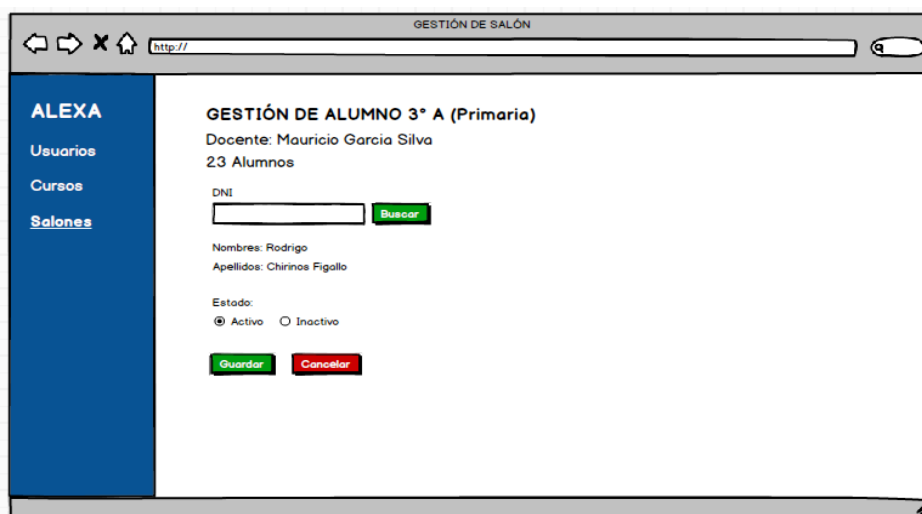 GESTIÓN DE SALÓN
http://
ALEXA
Usuarios
Cursos
Salones
GESTIÓN DE ALUMNO 3° A (Primaria)
Docente: Mauricio Garcia Silva
23 Alumnos
DNI
Buscar
Nombres: Rodrigo
Apellidos: Chirinos Figallo
Estado:
Activo Inactivo
Guardar Cancelar